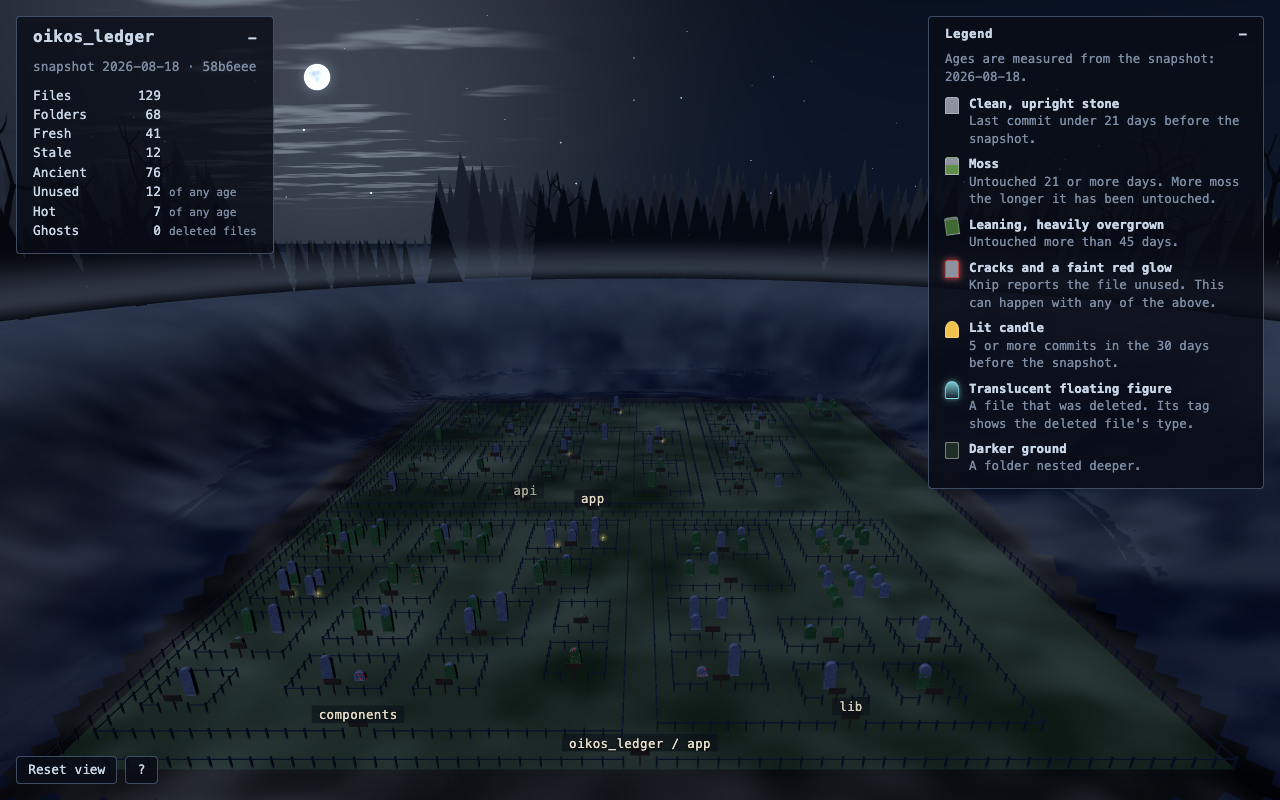 oikos_ledger –
snapshot 2026-08-18 · 58b6eee
Files 129
Folders 68
Fresh 41
Stale 12
Ancient 76
Unused 12 of any age
Hot 7 of any age
Ghosts 0 deleted files
Legend –
Ages are measured from the snapshot:
2026-08-18.
Clean, upright stone
Last commit under 21 days before the
snapshot.
Moss
Untouched 21 or more days. More moss
the longer it has been untouched.
Leaning, heavily overgrown
Untouched more than 45 days.
Cracks and a faint red glow
Knip reports the file unused. This
can happen with any of the above.
Lit candle
5 or more commits in the 30 days
before the snapshot.
Translucent floating figure
A file that was deleted. Its tag
shows the deleted file's type.
Darker ground
A folder nested deeper.
api
app
components
lib
oikos_ledger / app
Reset view
?